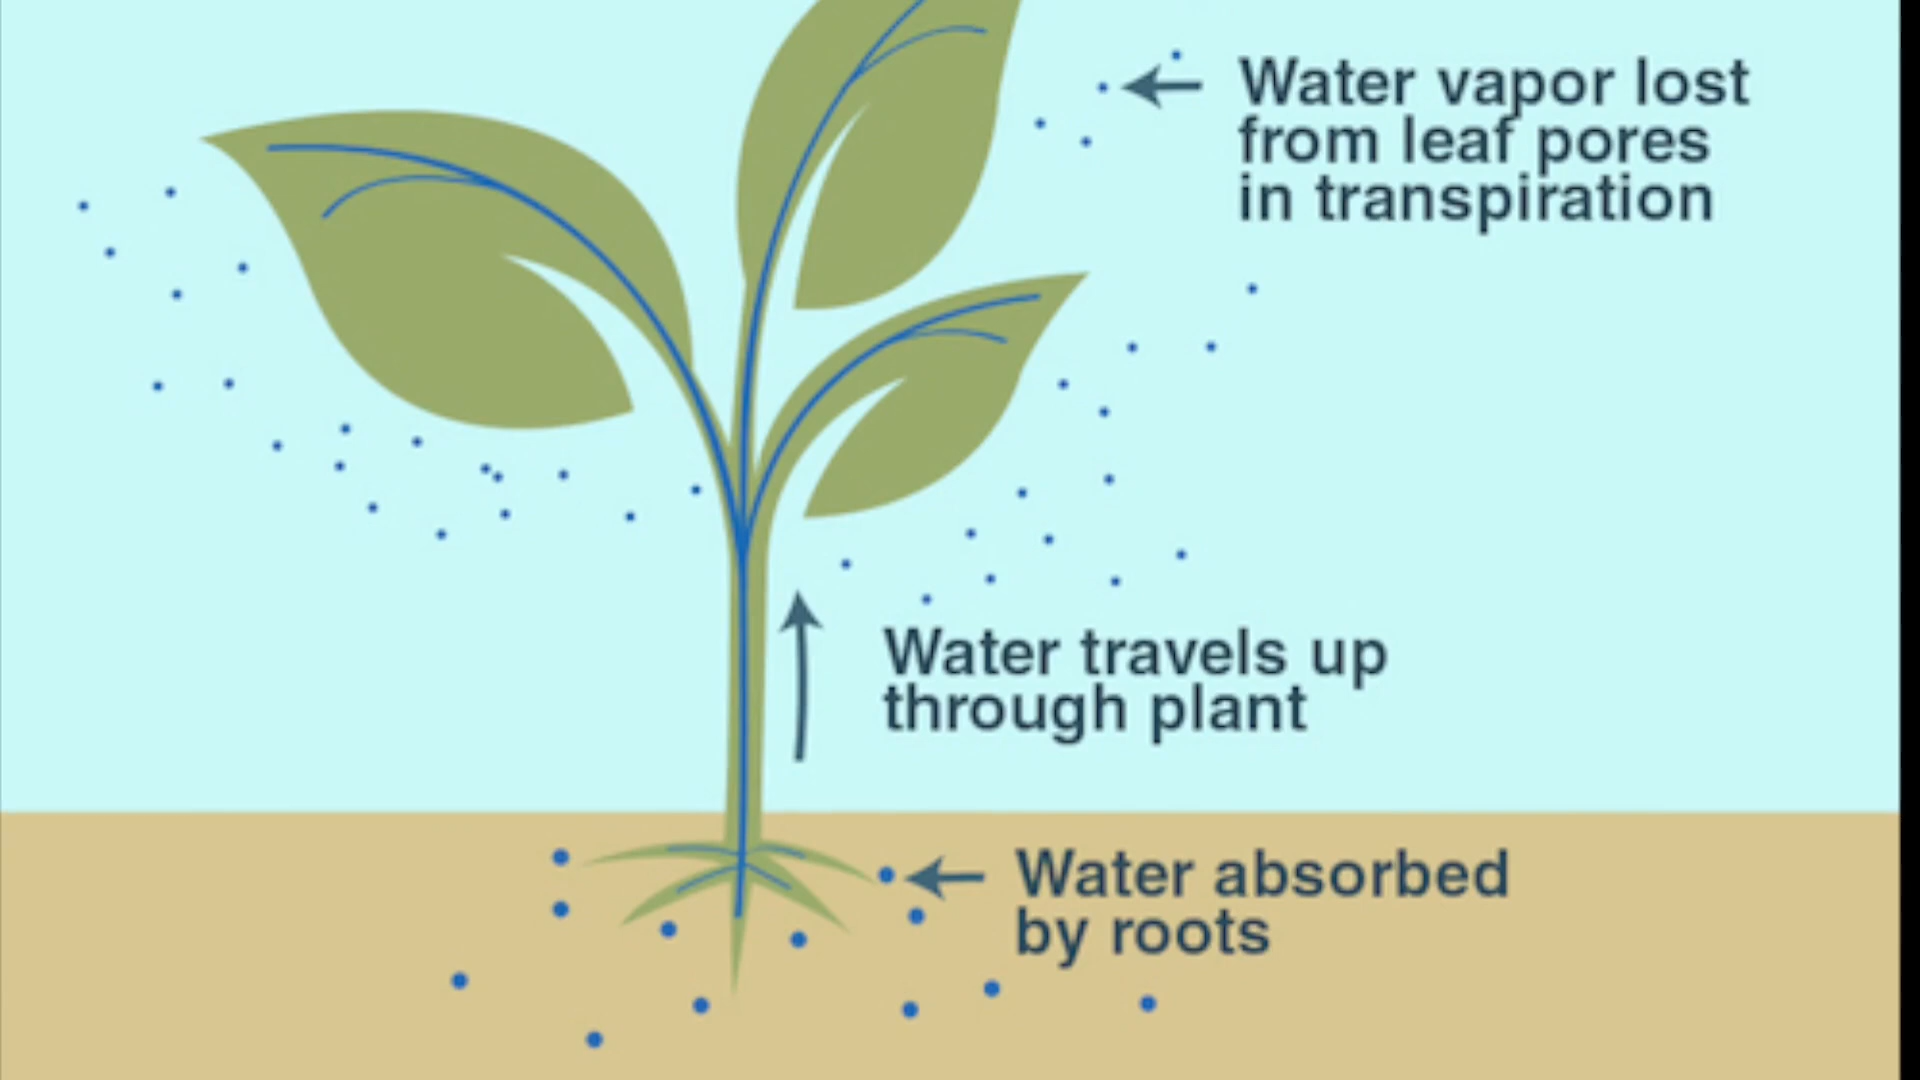 Water vapor lost
from leaf pores
in transpiration
Water travels up
through plant
Water absorbed
by roots